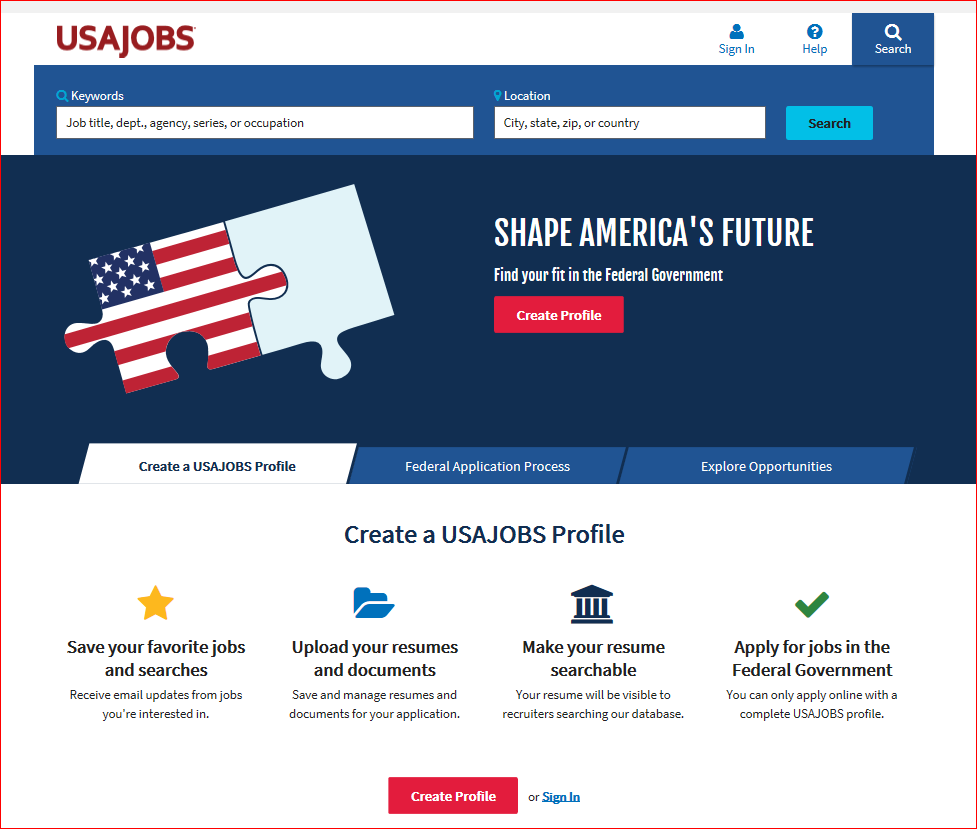 USAJOBS
Sign In
Help
Search
Keywords
Location
Job title, dept., agency, series, or occupation
City, state, zip, or country
Search
SHAPE AMERICA'S FUTURE
Find your fit in the Federal Government
Create Profile
Create a USAJOBS Profile
Federal Application Process
Explore Opportunities
Create a USAJOBS Profile
Save your favorite jobs
and searches
Receive email updates from jobs
you're interested in.
Upload your resumes
and documents
Save and manage resumes and
documents for your application.
Make your resume
searchable
Your resume will be visible to
recruiters searching our database.
Apply for jobs in the
Federal Government
You can only apply online with a
complete USAJOBS profile.
Create Profile
or Sign In